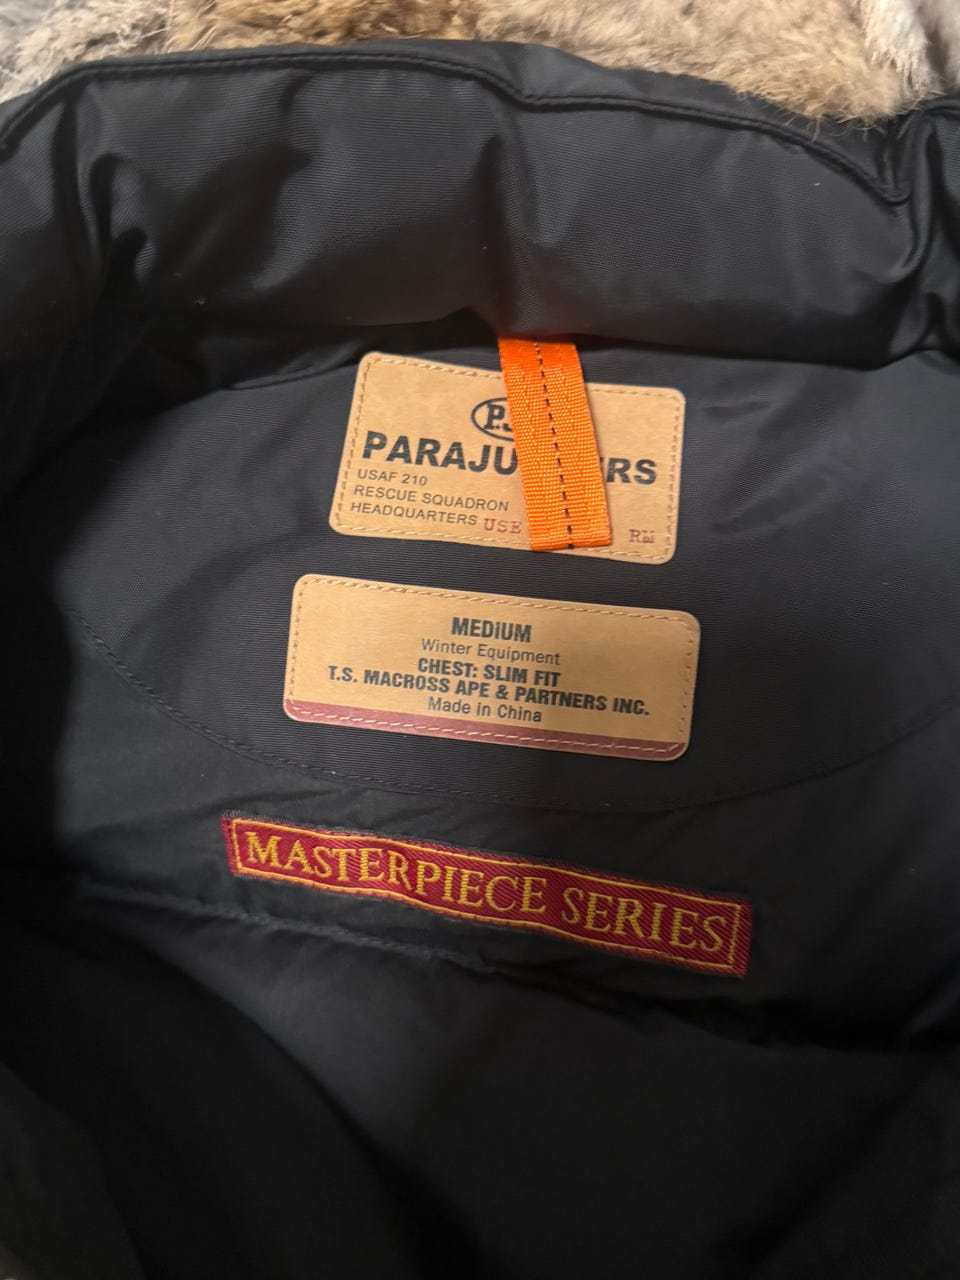 PARAJU RS
USAF 210
RESCUE SQUADRON
HEADQUARTERS USE
MEDIUM
Winter Equipment
CHEST: SLIM FIT
T.S. MACROSS APE & PARTNERS INC.
Made in China
MASTERPIECE SERIES